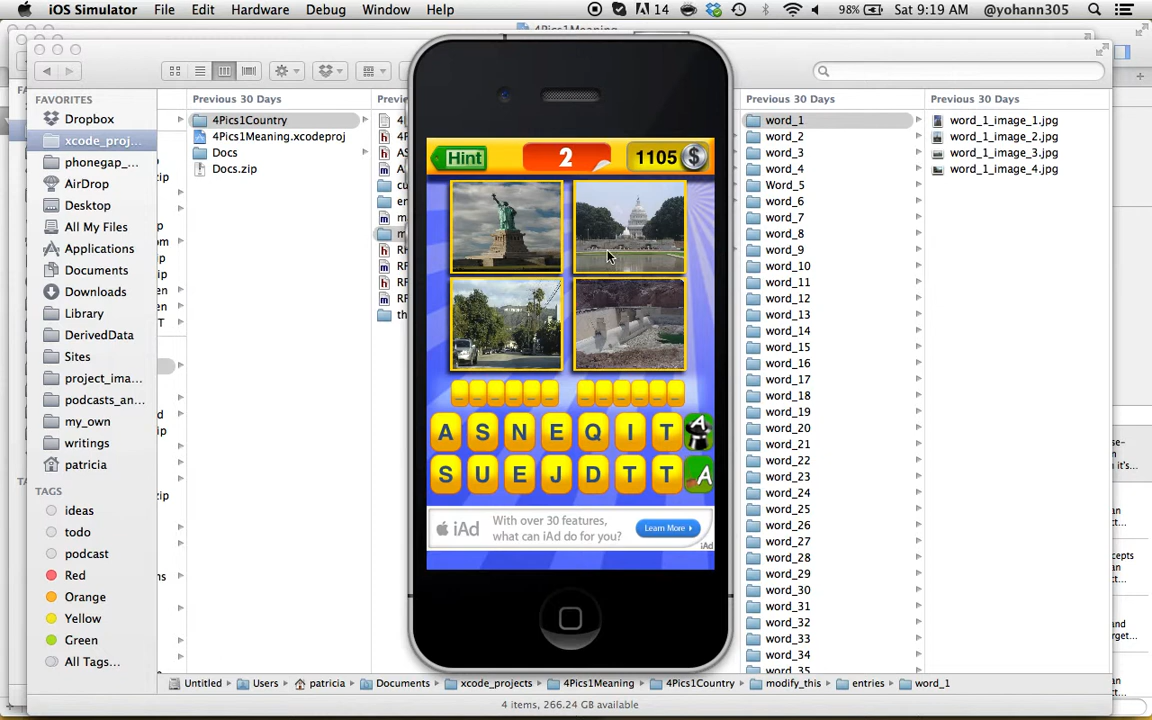 iOS Simulator File Edit Hardware Debug Window Help 14 98% Sat 9:19 AM @yohann305
4Pics1Meaning
FAVORITES
Dropbox
xcode_proj...
phonegap_...
AirDrop
Desktop
All My Files
Applications
Documents
Downloads
Library
DerivedData
Sites
project_ima...
podcasts_an...
my_own
writings
patricia
TAGS
ideas
todo
podcast
Red
Orange
Yellow
Green
All Tags...
Previous 30 Days
4Pics1Country
4Pics1Meaning.xcodeproj
Docs
Docs.zip
Hint 2 1105 $
A S N E Q I T A
S U E J D T T A
iAd With over 30 features, what can iAd do for you? Learn More
iAd
Previous 30 Days
word_1
word_2
word_3
word_4
Word_5
word_6
word_7
word_8
word_9
word_10
word_11
word_12
word_13
word_14
word_15
word_16
word_17
word_18
word_19
word_20
word_21
word_22
word_23
word_24
word_25
word_26
word_27
word_28
word_29
word_30
word_31
word_32
word_33
word_34
word_35
Previous 30 Days
word_1_image_1.jpg
word_1_image_2.jpg
word_1_image_3.jpg
word_1_image_4.jpg
Untitled Users patricia Documents xcode_projects 4Pics1Meaning 4Pics1Country modify_this entries word_1
4 items, 266.24 GB available